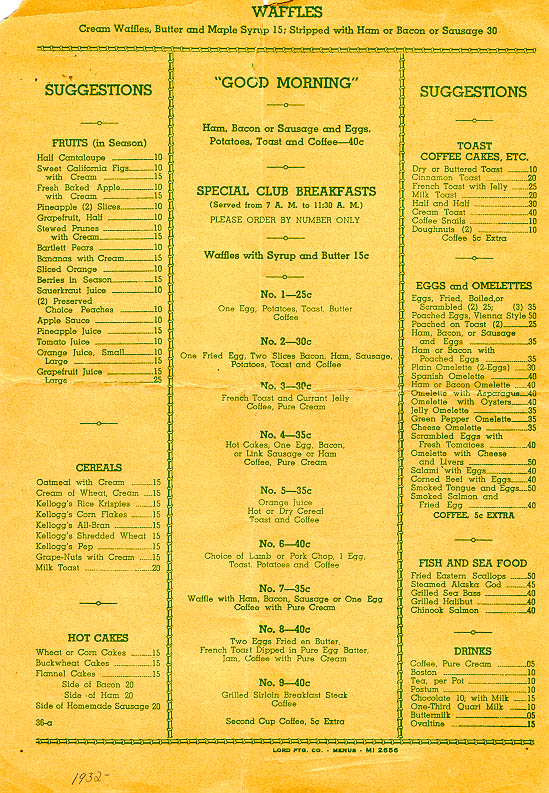 WAFFLES
Cream Waffles, Butter and Maple Syrup 15; Stripped with Ham or Bacon or Sausage 30
SUGGESTIONS
FRUITS (in Season)
Half Cantaloupe 10
Sweet California Figs 10
with Cream 15
Fresh Baked Apple 10
with Cream 15
Pineapple (2) Slices 10
Grapefruit, Half 10
Stewed Prunes 10
with Cream 15
Bartlett Pears 10
Bananas with Cream 15
Sliced Orange 10
Berries in Season 15
Sauerkraut Juice 10
(2) Preserved
Choice Peaches 10
Apple Sauce 10
Pineapple Juice 15
Tomato Juice 10
Orange Juice, Small 10
Large 15
Grapefruit Juice 15
Large 25
CEREALS
Oatmeal with Cream 15
Cream of Wheat, Cream 15
Kellogg's Rice Krispies 15
Kellogg's Corn Flakes 15
Kellogg's All-Bran 15
Kellogg's Shredded Wheat 15
Kellogg's Pep 15
Grape-Nuts with Cream 15
Milk Toast 20
HOT CAKES
Wheat or Corn Cakes 15
Buckwheat Cakes 15
Flannel Cakes 15
Side of Bacon 20
Side of Ham 20
Side of Homemade Sausage 20
36-a
"GOOD MORNING"
Ham, Bacon or Sausage and Eggs,
Potatoes, Toast and Coffee—40c
SPECIAL CLUB BREAKFASTS
(Served from 7 A. M. to 11:30 A. M.)
PLEASE ORDER BY NUMBER ONLY
Waffles with Syrup and Butter 15c
No. 1—25c
One Egg, Potatoes, Toast, Butter
Coffee
No. 2—30c
One Fried Egg, Two Slices Bacon, Ham, Sausage,
Potatoes, Toast and Coffee
No. 3—30c
French Toast and Currant Jelly
Coffee, Pure Cream
No. 4—35c
Hot Cakes, One Egg, Bacon,
or Link Sausage or Ham
Coffee, Pure Cream
No. 5—35c
Orange Juice
Hot or Dry Cereal
Toast and Coffee
No. 6—40c
Choice of Lamb or Pork Chop, 1 Egg,
Toast, Potatoes and Coffee
No. 7—35c
Waffle with Ham, Bacon, Sausage or One Egg
Coffee with Pure Cream
No. 8—40c
Two Eggs Fried en Butter,
French Toast Dipped in Pure Egg Batter,
Jam, Coffee with Pure Cream
No. 9—40c
Grilled Sirloin Breakfast Steak
Coffee
Second Cup Coffee, 5c Extra
SUGGESTIONS
TOAST
COFFEE CAKES, ETC.
Dry or Buttered Toast 10
Cinnamon Toast 20
French Toast with Jelly 25
Milk Toast 20
Half and Half 30
Cream Toast 40
Coffee Snails 10
Doughnuts (2) 10
Coffee 5c Extra
EGGS and OMELETTES
Eggs, Fried, Boiled, or
Scrambled (2) 25; (3) 35
Poached Eggs, Vienna Style 50
Poached on Toast (2) 25
Ham, Bacon, or Sausage
and Eggs 35
Ham or Bacon with
Poached Eggs 35
Plain Omelette (2-Eggs) 30
Spanish Omelette 40
Ham or Bacon Omelette 40
Omelette with Asparagus 40
Omelette with Oysters 40
Jelly Omelette 35
Green Pepper Omelette 35
Cheese Omelette 35
Scrambled Eggs with
Fresh Tomatoes 40
Omelette with Cheese
and Livers 50
Salami with Eggs 40
Corned Beef with Eggs 40
Smoked Tongue and Eggs 50
Smoked Salmon and
Fried Egg 40
COFFEE, 5c EXTRA
FISH AND SEA FOOD
Fried Eastern Scallops 50
Steamed Alaska Cod 45
Grilled Sea Bass 40
Grilled Halibut 40
Chinook Salmon 40
DRINKS
Coffee, Pure Cream 05
Boston 10
Tea, per Pot 10
Postum 10
Chocolate 10; with Milk 15
One-Third Quart Milk 10
Buttermilk 05
Ovaltine 15
LORD PTG. CO. - MENUS - MI 2656
1932-